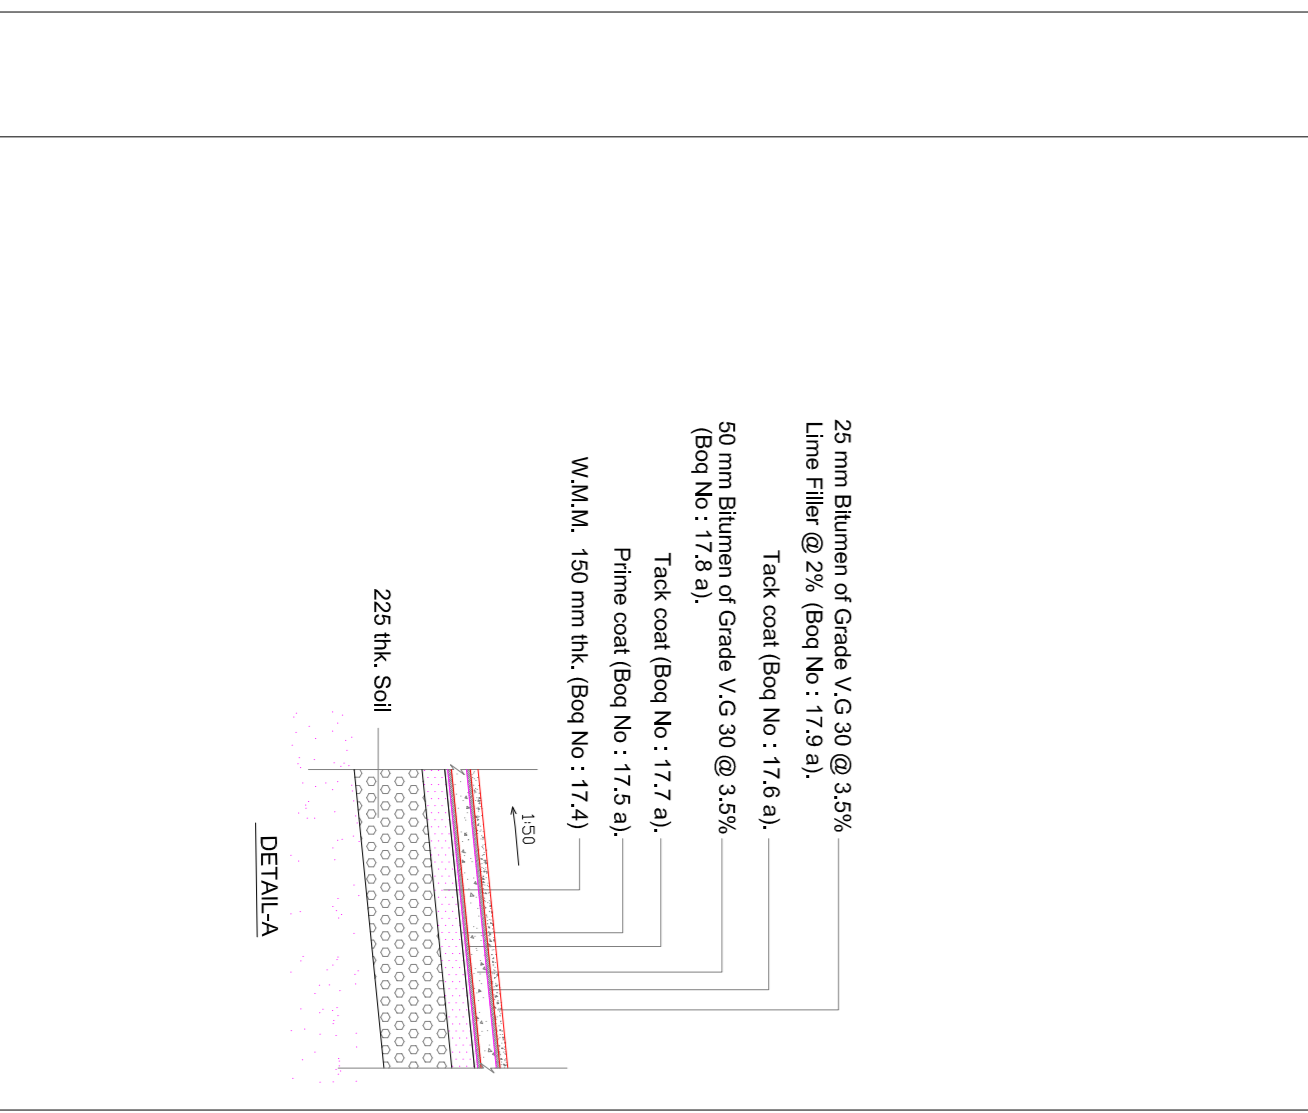 25 mm Bitumen of Grade V.G 30 @ 3.5%
Lime Filler @ 2% (Boq No : 17.9 a).
Tack coat (Boq No : 17.6 a).
50 mm Bitumen of Grade V.G 30 @ 3.5%
(Boq No : 17.8 a).
Tack coat (Boq No : 17.7 a).
Prime coat (Boq No : 17.5 a).
W.M.M. 150 mm thk. (Boq No : 17.4)
1:50
225 thk. Soil
DETAIL-A